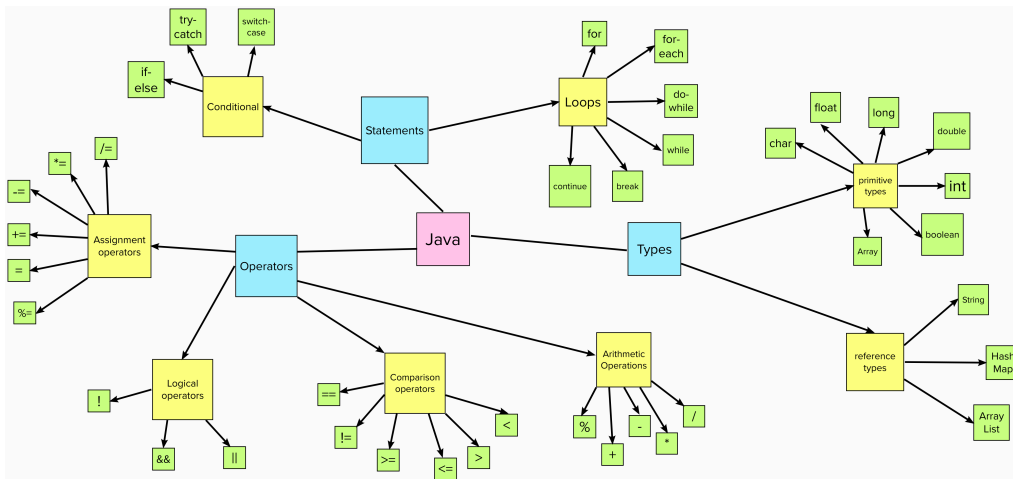 try-
catch
switch-
case
if-
else
Conditional
Statements
for
for-
each
Loops
do-
while
while
continue
break
float
long
char
double
primitive
types
int
Array
boolean
/=
*=
-=
+=
=
%=
Assignment
operators
Operators
Java
Types
String
reference
types
Hash
Map
Array
List
Logical
operators
!
&&
||
Comparison
operators
==
!=
>=
<=
>
<
Arithmetic
Operations
%
+
-
*
/